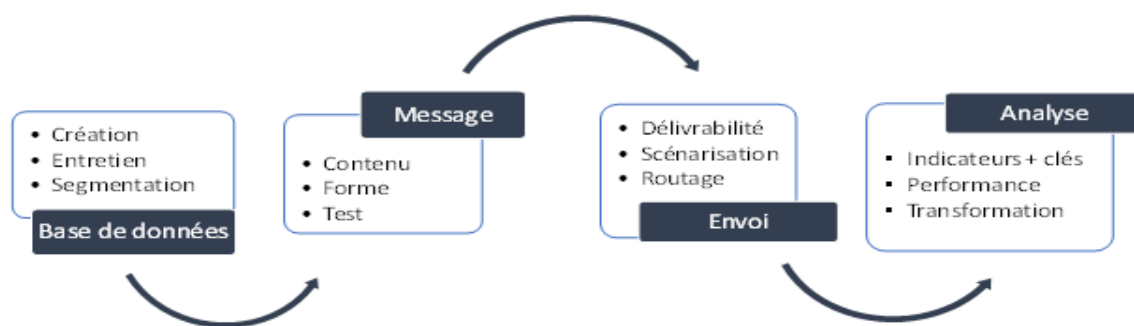 • Création
• Entretien
• Segmentation
Base de données
Message
• Contenu
• Forme
• Test
• Délivrabilité
• Scénarisation
• Routage
Envoi
Analyse
▪ Indicateurs + clés
▪ Performance
▪ Transformation